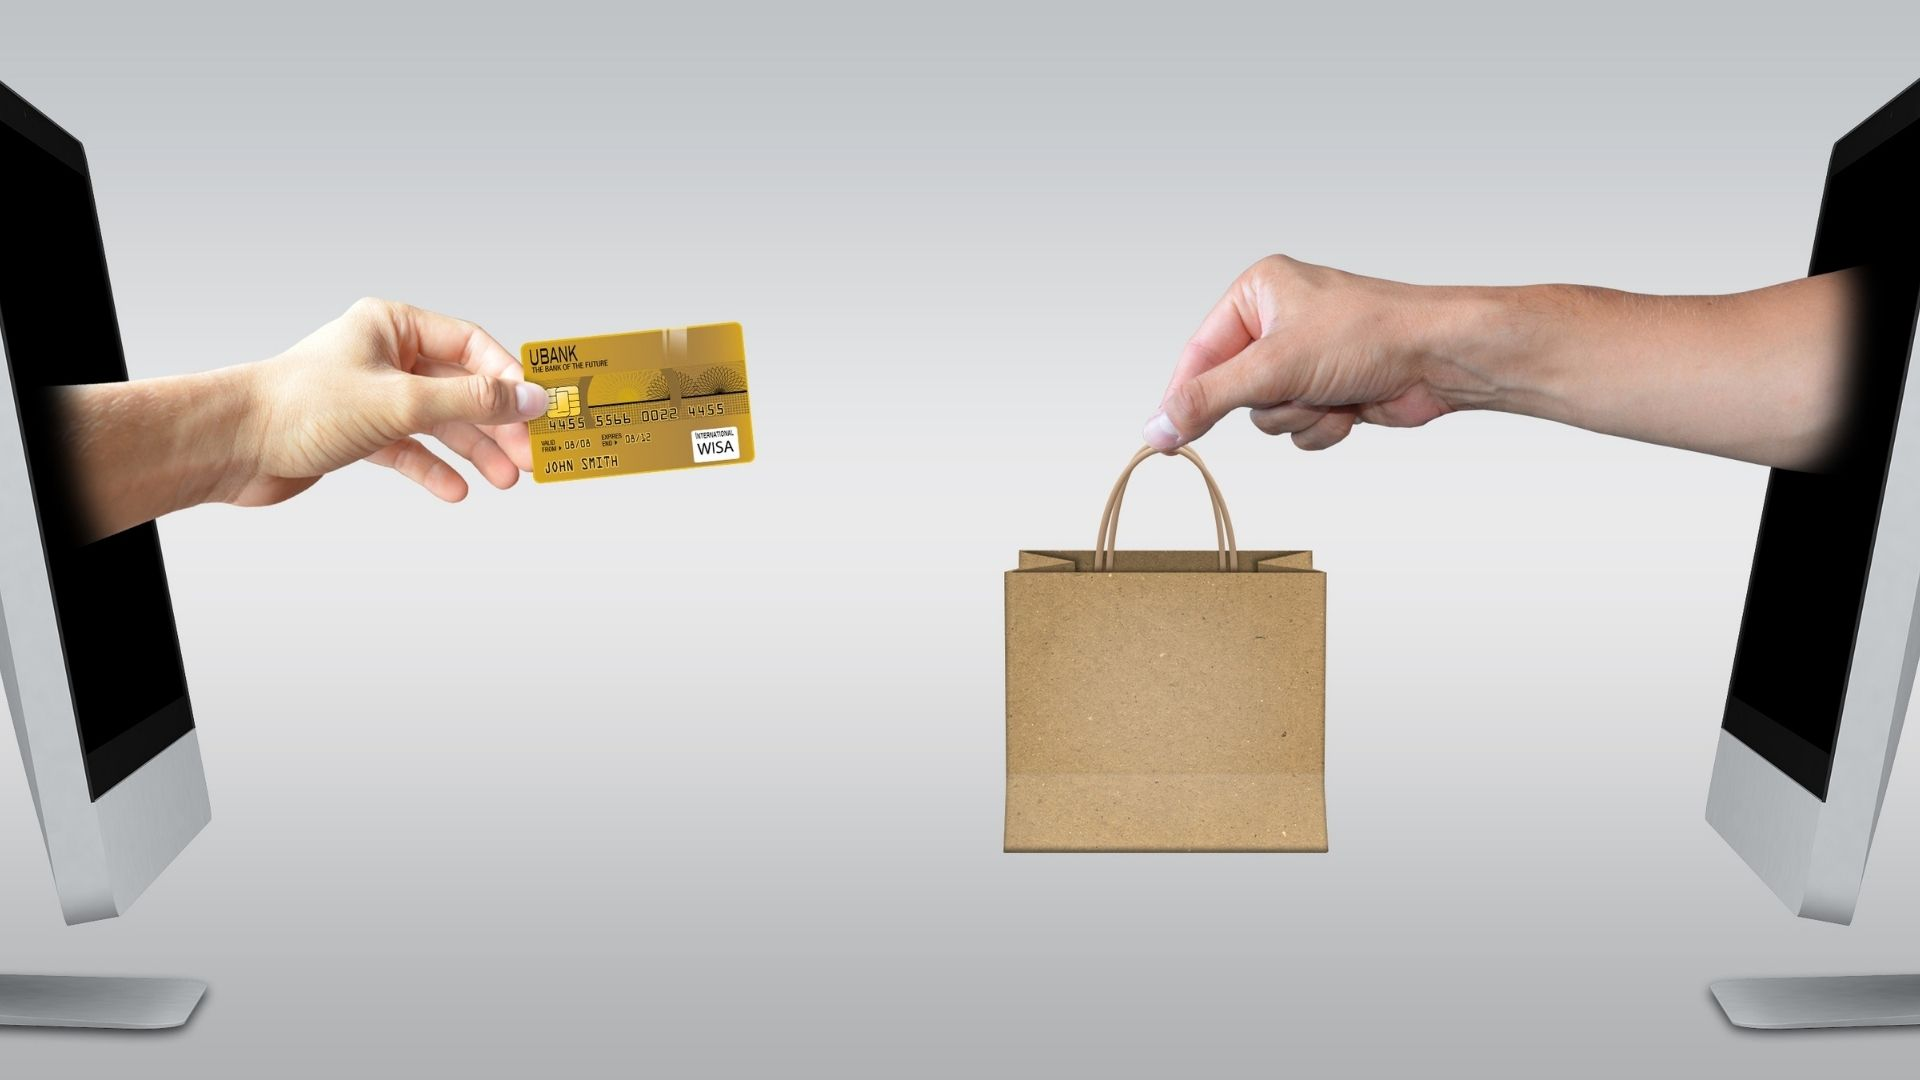 UBANK
THE BANK OF THE FUTURE
4455 5566 0022 4455
VALID FROM 08/08 EXPIRES END 08/12
JOHN SMITH
INTERNATIONAL
WISA